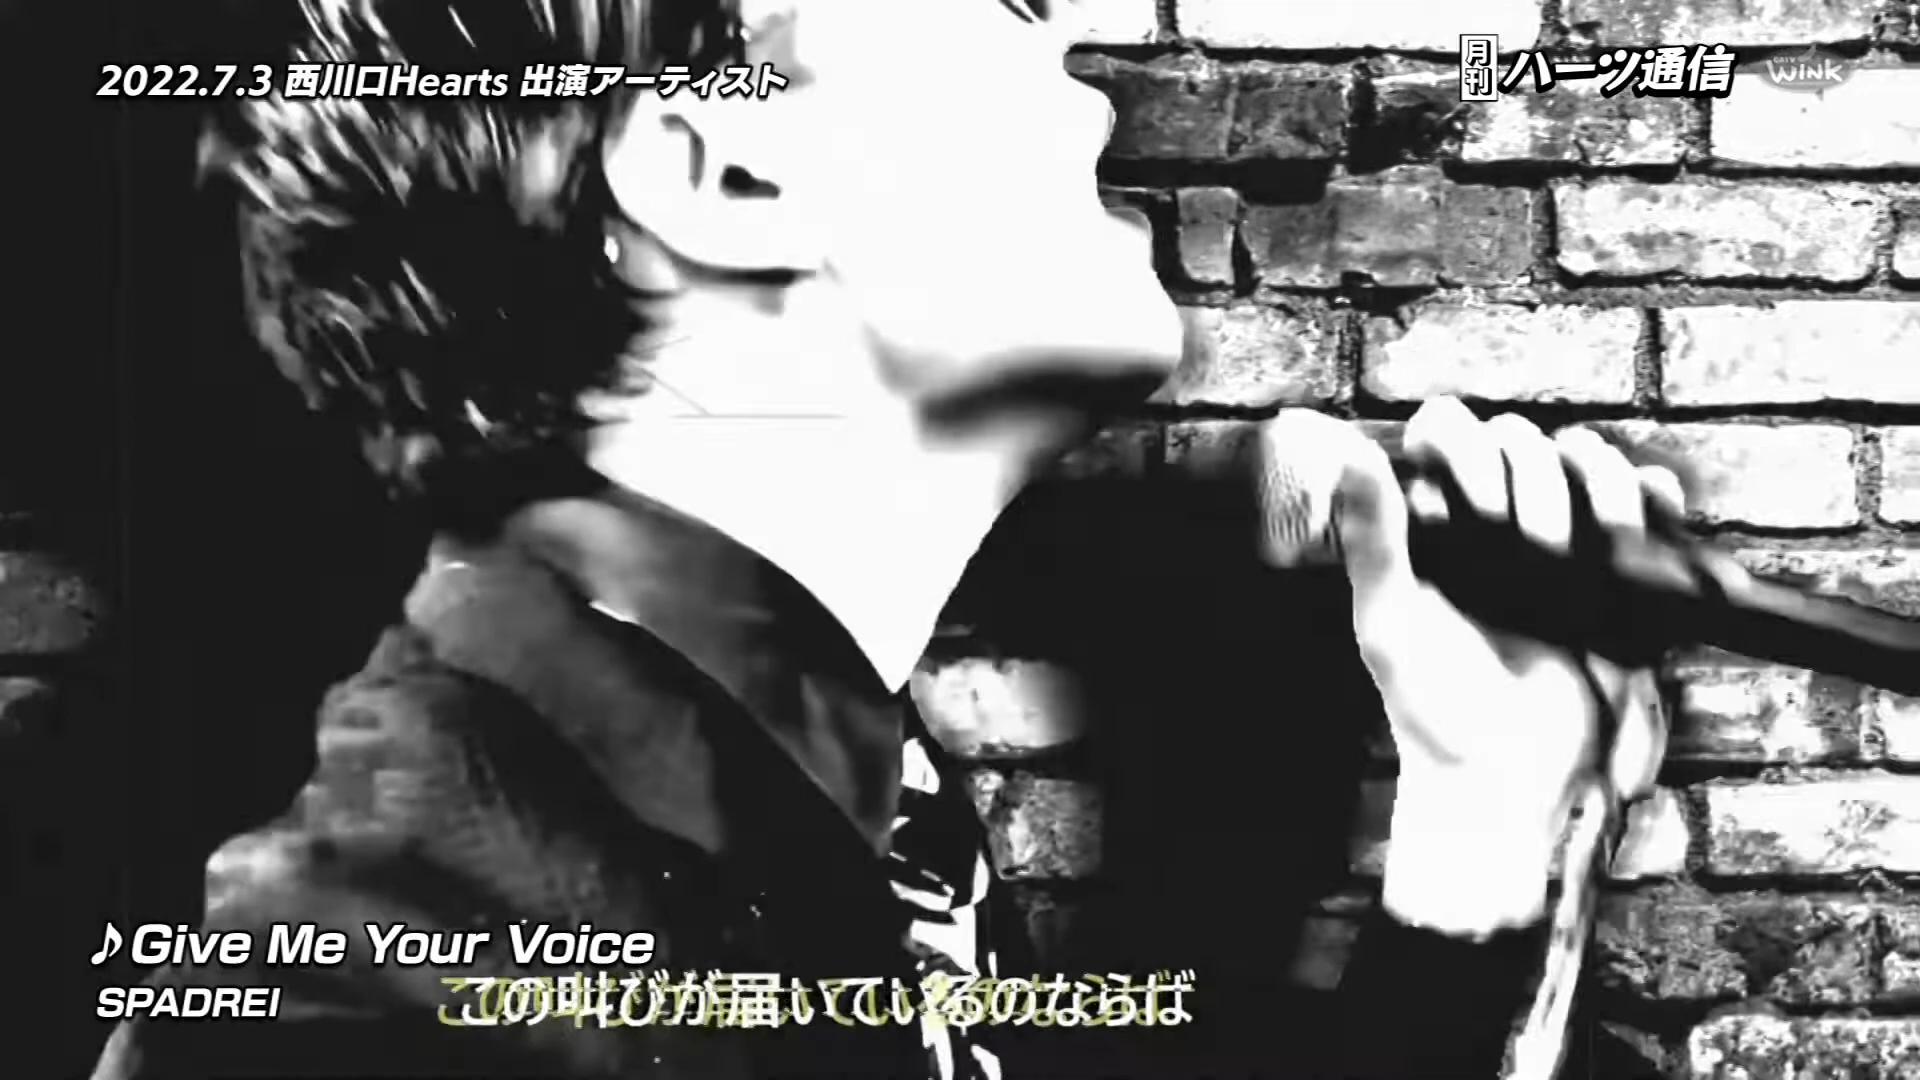 2022.7.3 西川口Hearts 出演アーティスト
月刊 ハーツ通信
CATV WINK
♪Give Me Your Voice
SPADREI
この叫びが届いているのならば